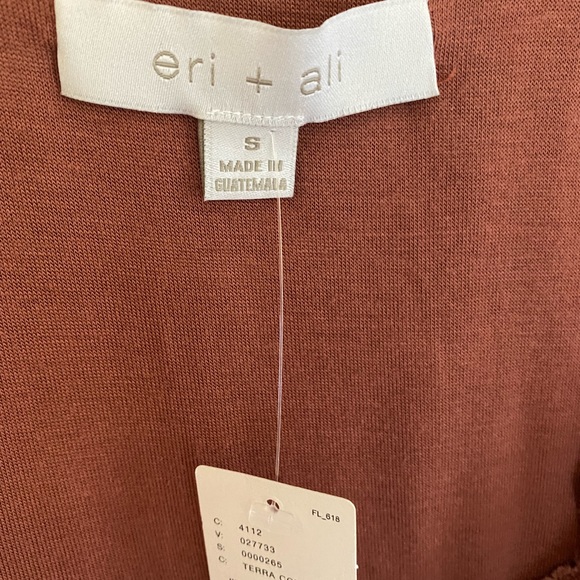 eri + ali
S
MADE IN
GUATEMALA
FL_618
C: 4112
V: 027733
S: 0000265
C: TERRA CO